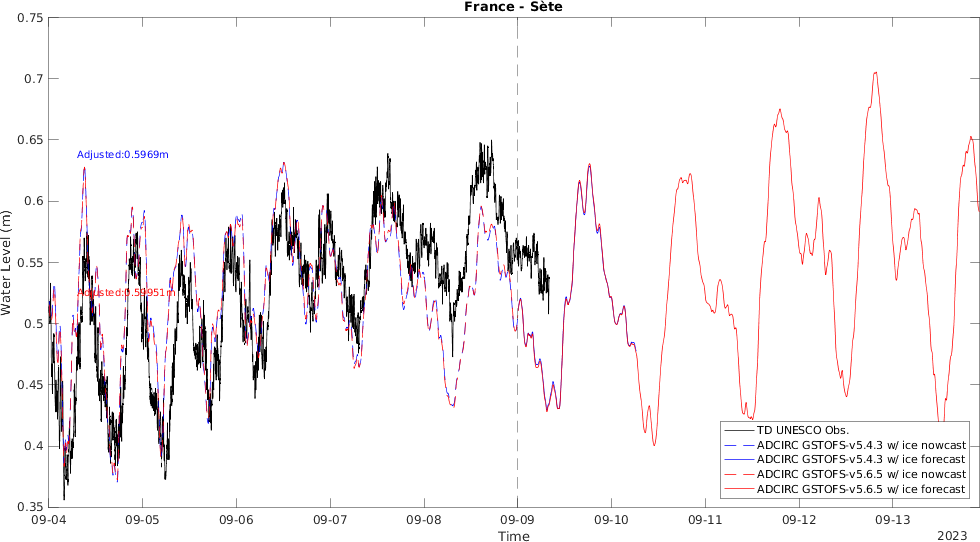 France - Sète
0.75
0.7
0.65
0.6
0.55
0.5
0.45
0.4
0.35
Water Level (m)
Adjusted:0.5969m
Adjusted:0.59951m
TD UNESCO Obs.
ADCIRC GSTOFS-v5.4.3 w/ ice nowcast
ADCIRC GSTOFS-v5.4.3 w/ ice forecast
ADCIRC GSTOFS-v5.6.5 w/ ice nowcast
ADCIRC GSTOFS-v5.6.5 w/ ice forecast
09-04 09-05 09-06 09-07 09-08 09-09 09-10 09-11 09-12 09-13
Time
2023